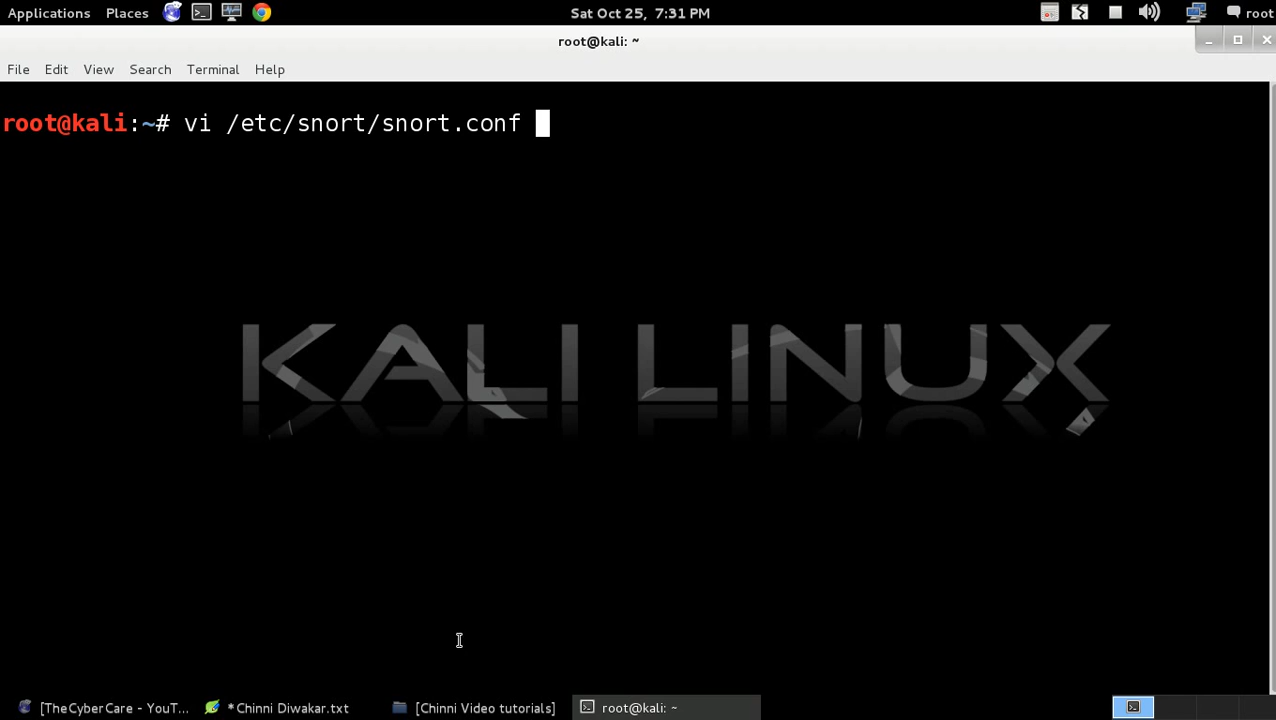 Applications Places Sat Oct 25, 7:31 PM root
root@kali: ~
File Edit View Search Terminal Help
root@kali:~# vi /etc/snort/snort.conf
KALI LINUX
[TheCyberCare - YouT... *Chinni Diwakar.txt [Chinni Video tutorials] root@kali: ~